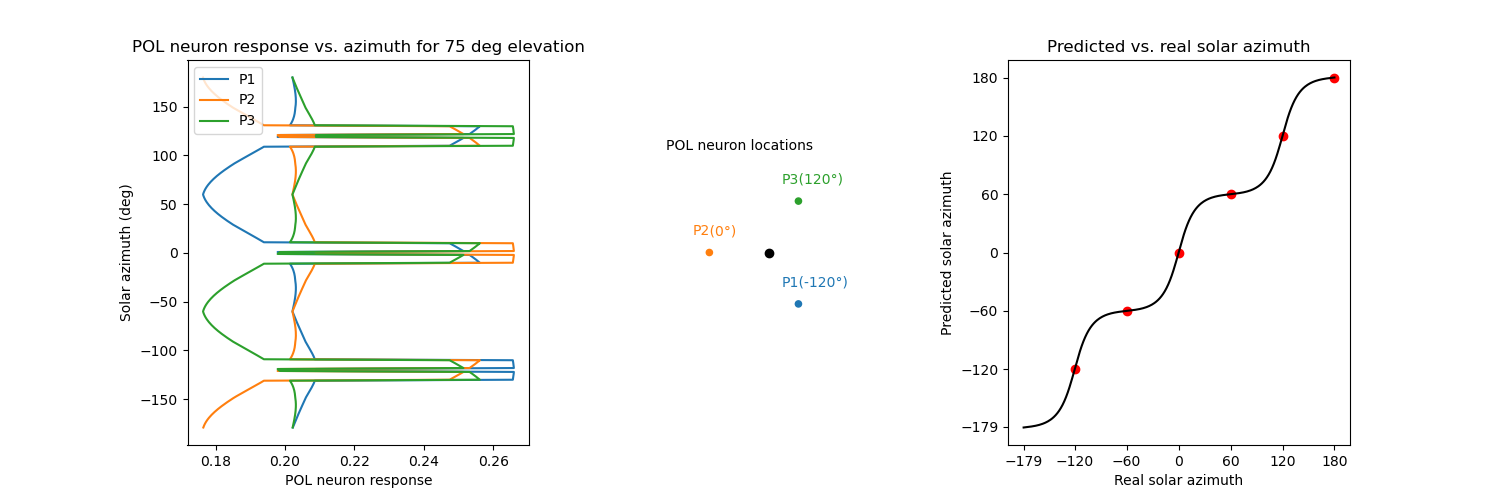 POL neuron response vs. azimuth for 75 deg elevation
P1
P2
P3
150
100
50
0
−50
−100
−150
Solar azimuth (deg)
0.18 0.20 0.22 0.24 0.26
POL neuron response
POL neuron locations
P3(120°)
P2(0°)
P1(-120°)
Predicted vs. real solar azimuth
180
120
60
0
−60
−120
−179
Predicted solar azimuth
−179 −120 −60 0 60 120 180
Real solar azimuth